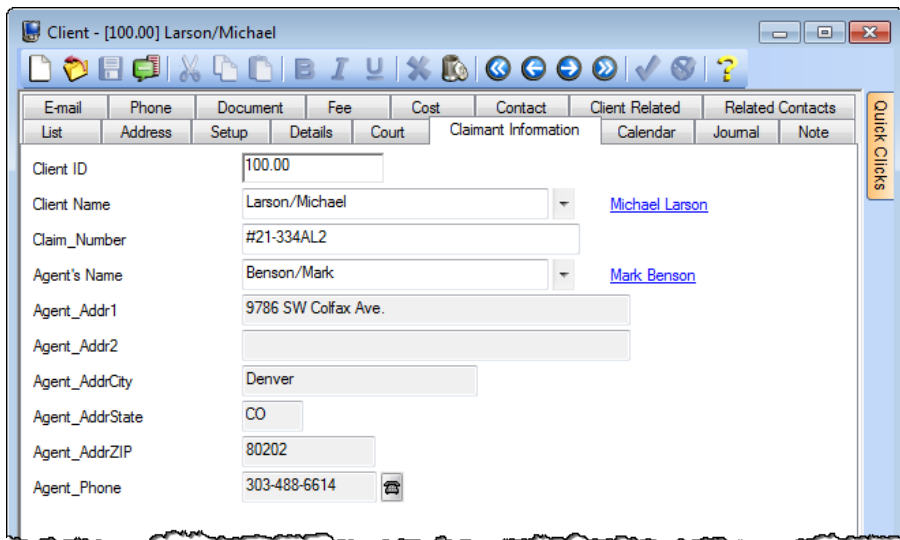 Client - [100.00] Larson/Michael
B I U ?
E-mail Phone Document Fee Cost Contact Client Related Related Contacts
List Address Setup Details Court Claimant Information Calendar Journal Note
Quick Clicks
Client ID 100.00
Client Name Larson/Michael Michael Larson
Claim_Number #21-334AL2
Agent's Name Benson/Mark Mark Benson
Agent_Addr1 9786 SW Colfax Ave.
Agent_Addr2
Agent_AddrCity Denver
Agent_AddrState CO
Agent_AddrZIP 80202
Agent_Phone 303-488-6614